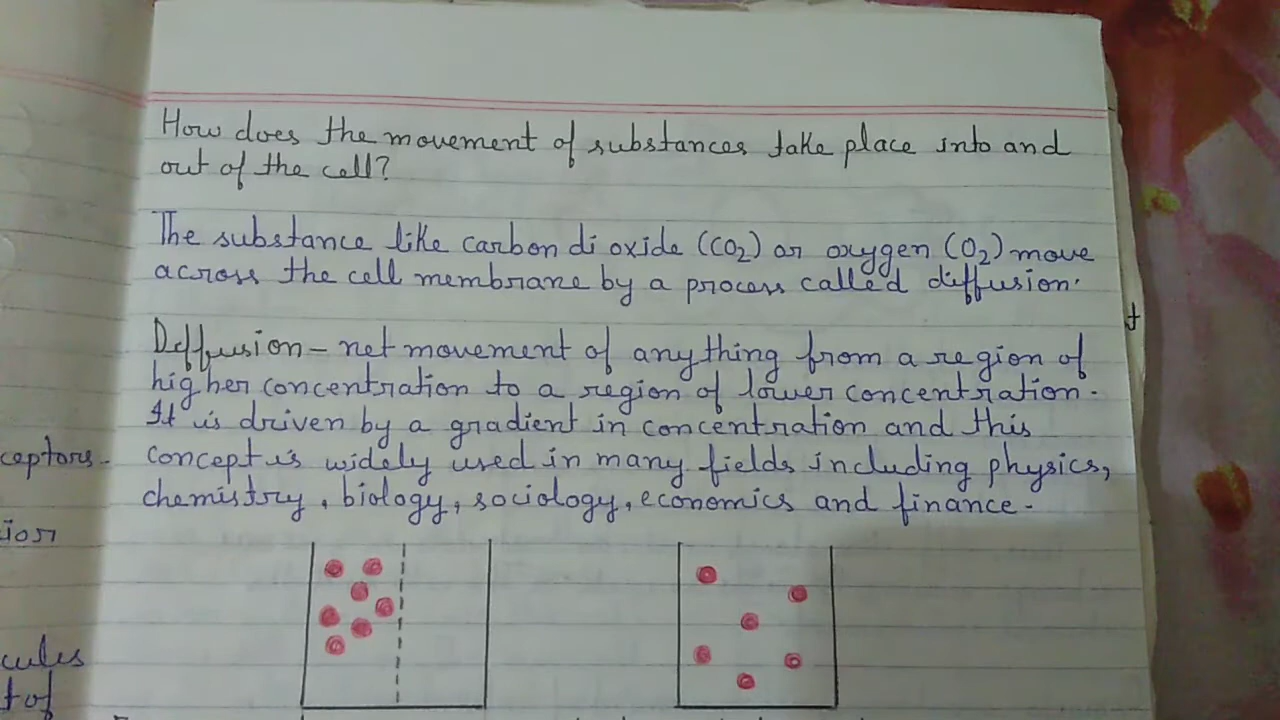 How does the movement of substances take place into and
out of the cell?
The substance like carbon di oxide (CO2) or oxygen (O2) move
across the cell membrane by a process called diffusion.
Diffusion - net movement of anything from a region of
higher concentration to a region of lower concentration.
It is driven by a gradient in concentration and this
ceptors. concept is widely used in many fields including physics,
chemistry, biology, sociology, economics and finance.
ion
cules
t of